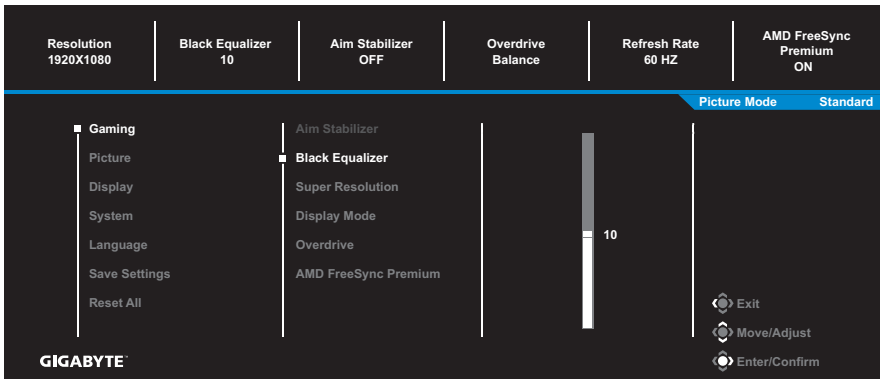 Resolution
1920X1080
Black Equalizer
10
Aim Stabilizer
OFF
Overdrive
Balance
Refresh Rate
60 HZ
AMD FreeSync
Premium
ON
Picture Mode Standard
Gaming
Picture
Display
System
Language
Save Settings
Reset All
Aim Stabilizer
Black Equalizer
Super Resolution
Display Mode
Overdrive
AMD FreeSync Premium
10
Exit
Move/Adjust
Enter/Confirm
GIGABYTE™